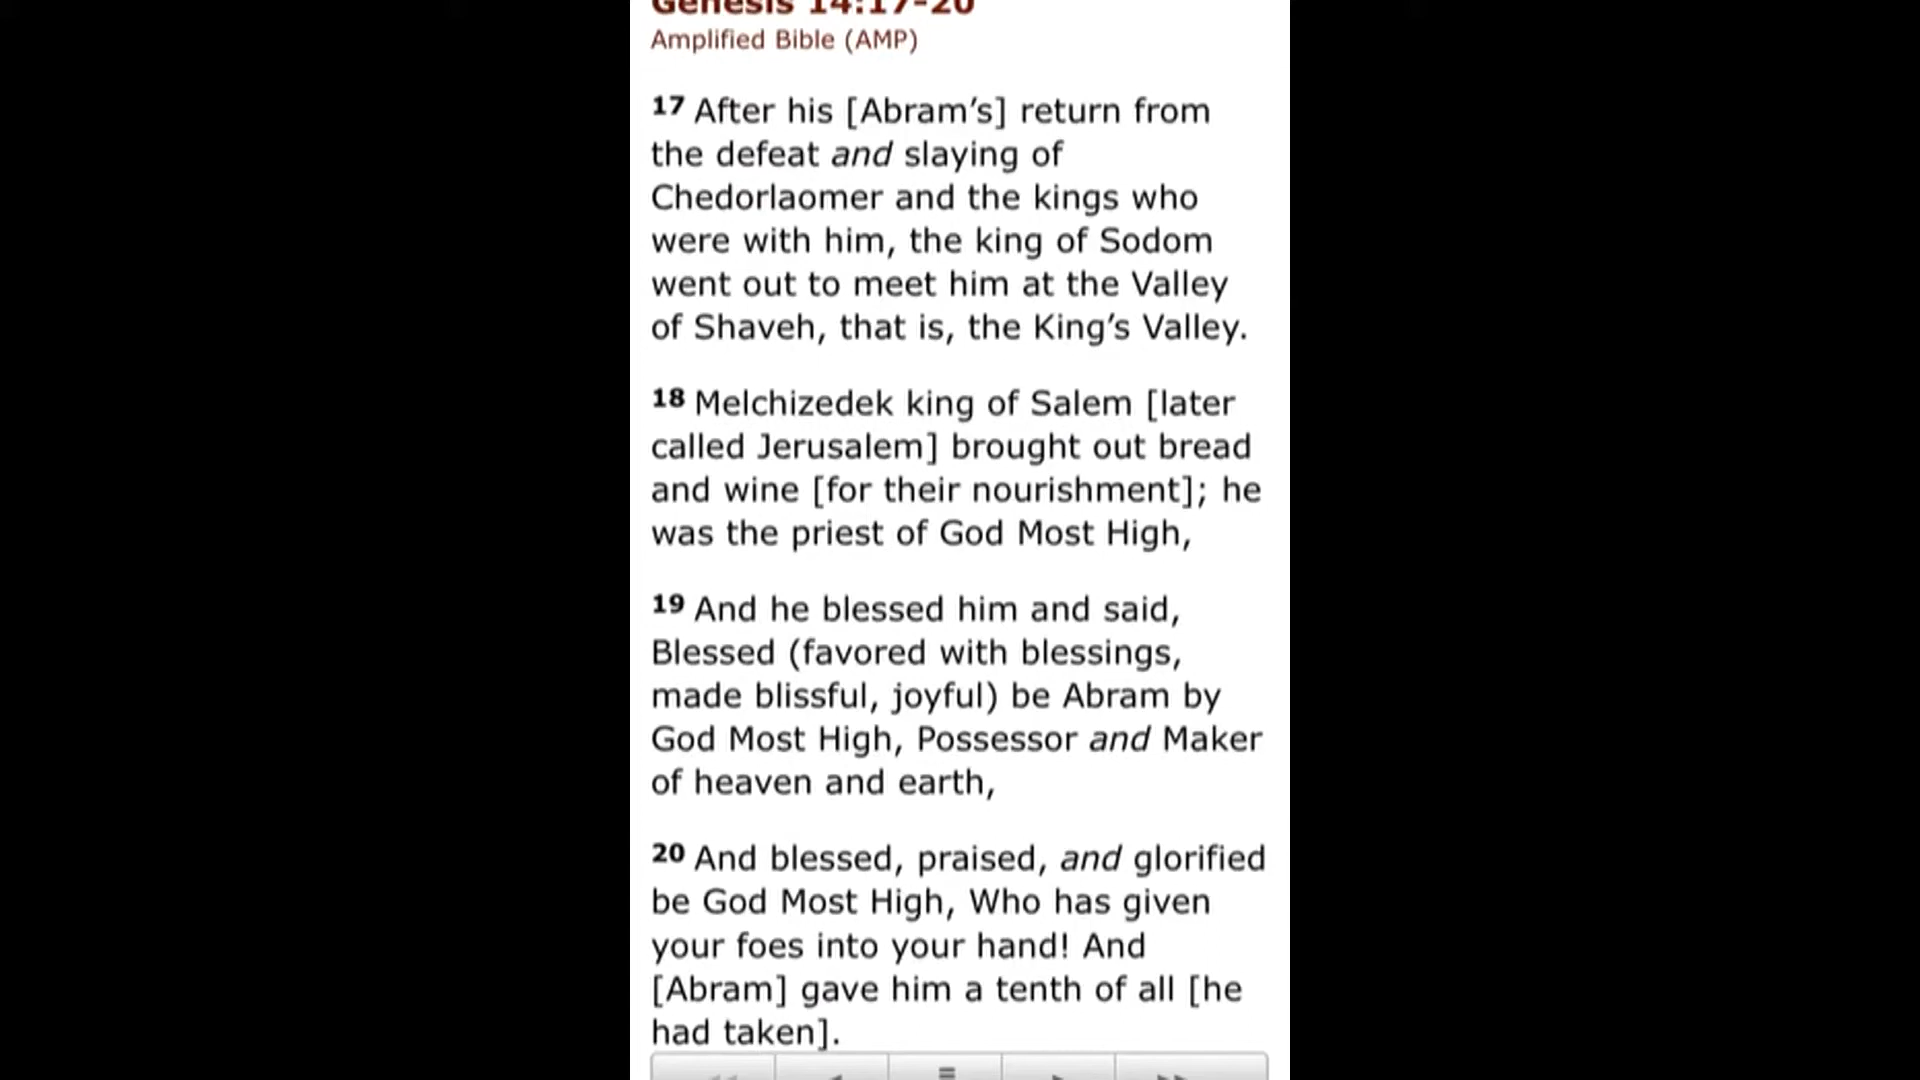 Genesis 14:17-20
Amplified Bible (AMP)
17 After his [Abram’s] return from
the defeat and slaying of
Chedorlaomer and the kings who
were with him, the king of Sodom
went out to meet him at the Valley
of Shaveh, that is, the King’s Valley.
18 Melchizedek king of Salem [later
called Jerusalem] brought out bread
and wine [for their nourishment]; he
was the priest of God Most High,
19 And he blessed him and said,
Blessed (favored with blessings,
made blissful, joyful) be Abram by
God Most High, Possessor and Maker
of heaven and earth,
20 And blessed, praised, and glorified
be God Most High, Who has given
your foes into your hand! And
[Abram] gave him a tenth of all [he
had taken].